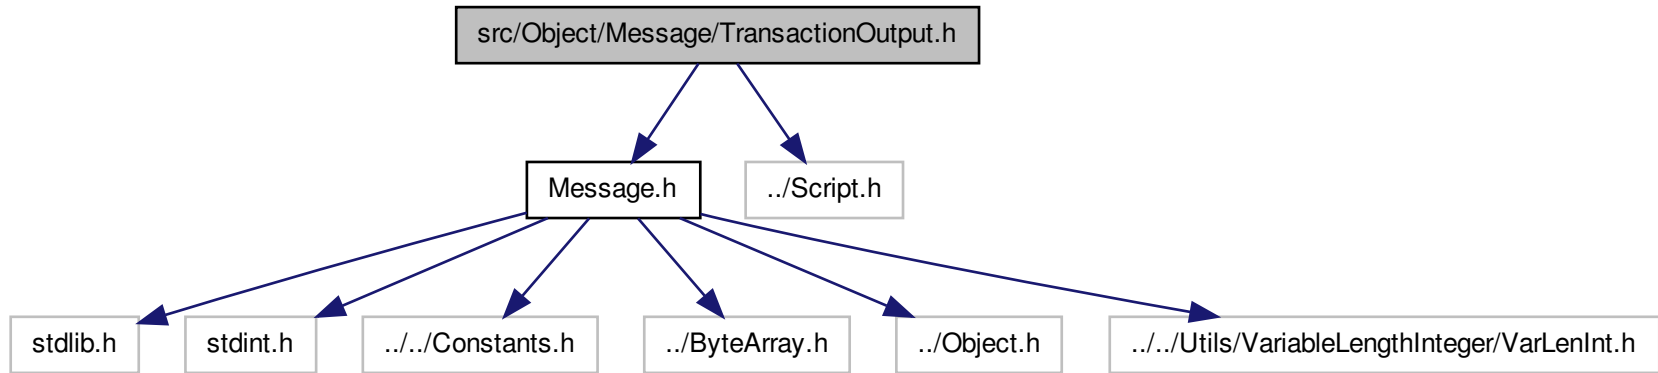 src/Object/Message/TransactionOutput.h
Message.h
../Script.h
stdlib.h
stdint.h
../../Constants.h
../ByteArray.h
../Object.h
../../Utils/VariableLengthInteger/VarLenInt.h